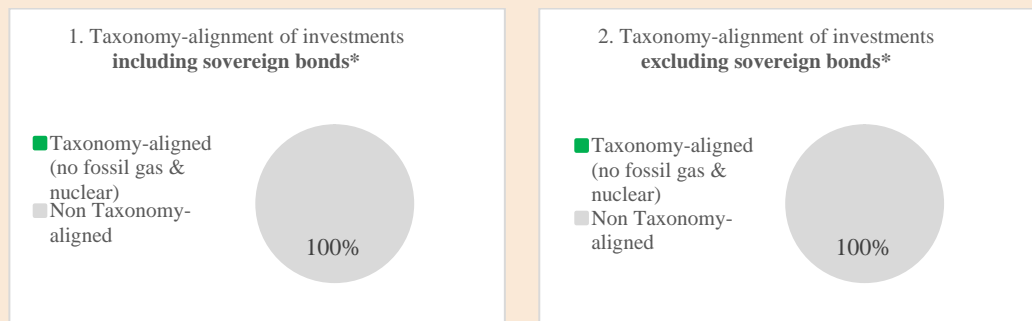 1. Taxonomy-alignment of investments
including sovereign bonds*
Taxonomy-aligned
(no fossil gas &
nuclear)
Non Taxonomy-
aligned
100%
2. Taxonomy-alignment of investments
excluding sovereign bonds*
Taxonomy-aligned
(no fossil gas &
nuclear)
Non Taxonomy-
aligned
100%